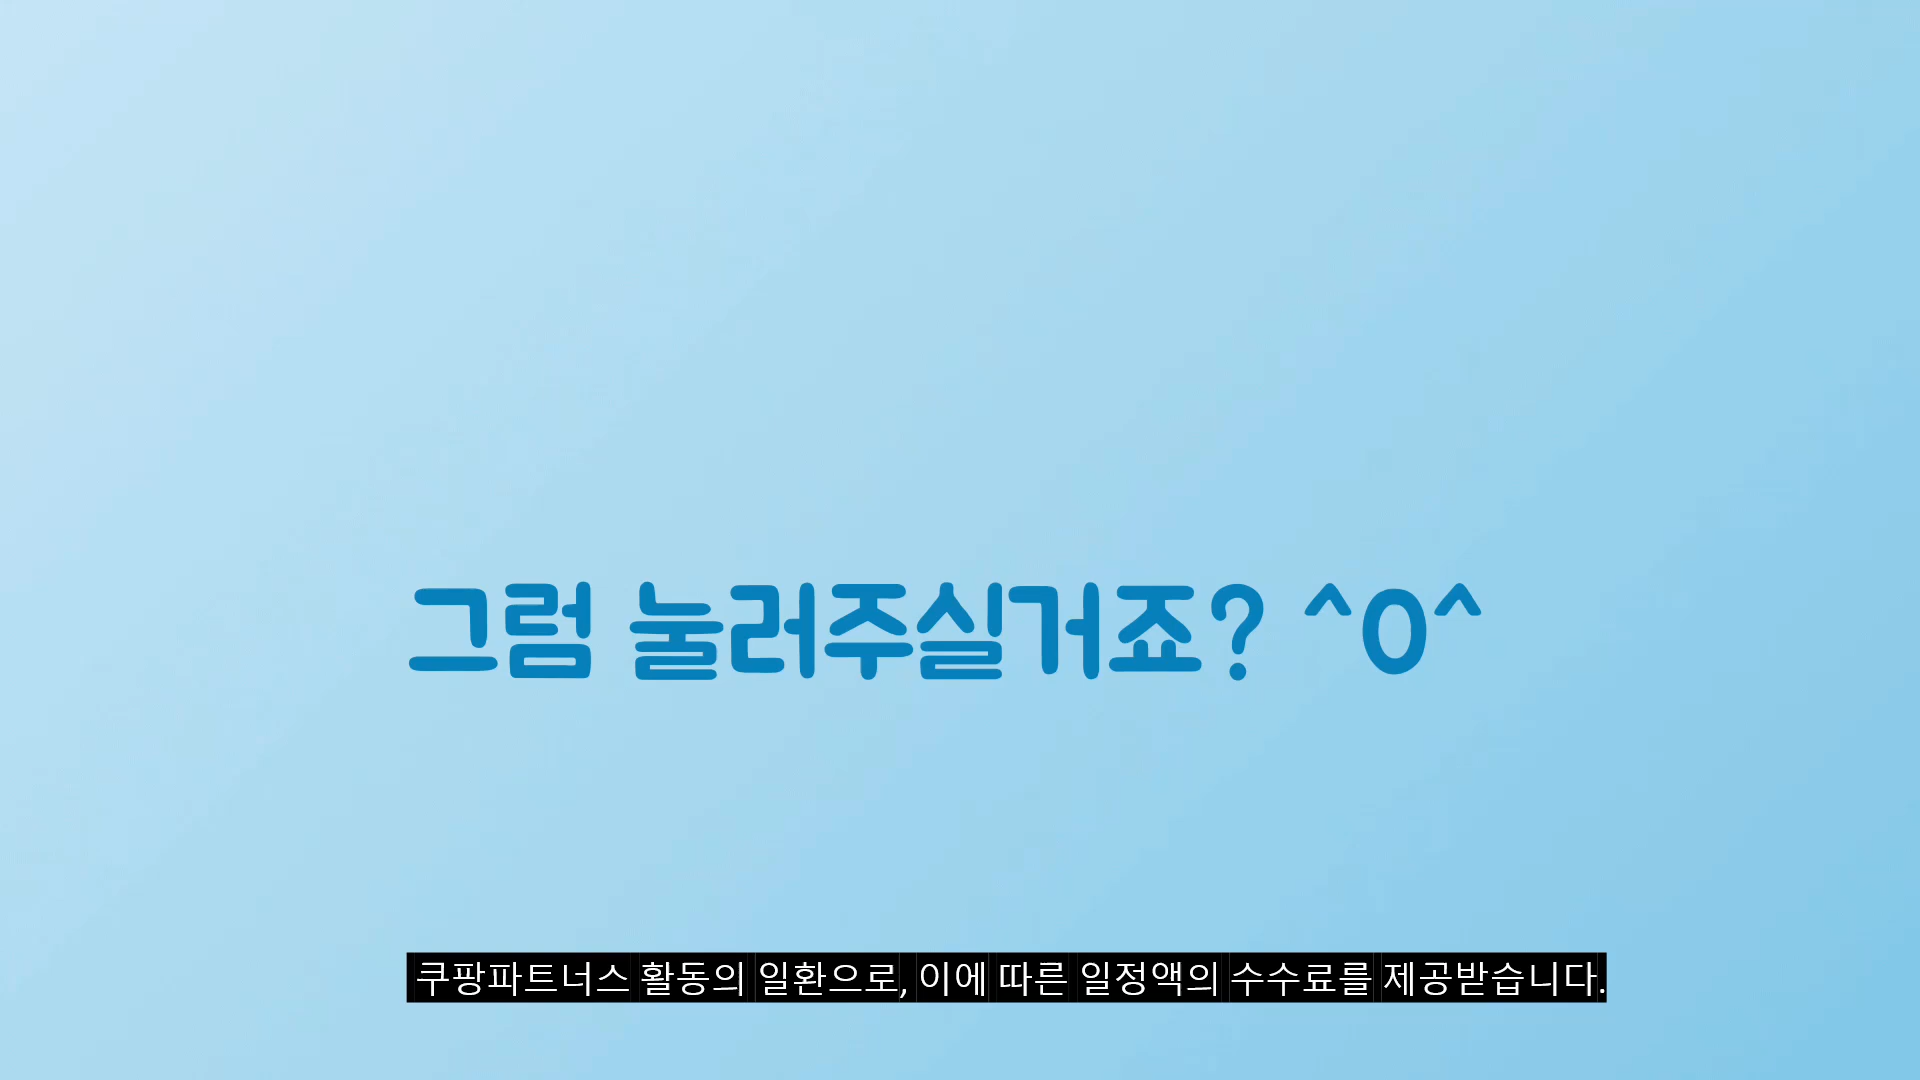 그럼 눌러주실거죠? ^0^
쿠팡파트너스 활동의 일환으로, 이에 따른 일정액의 수수료를 제공받습니다.